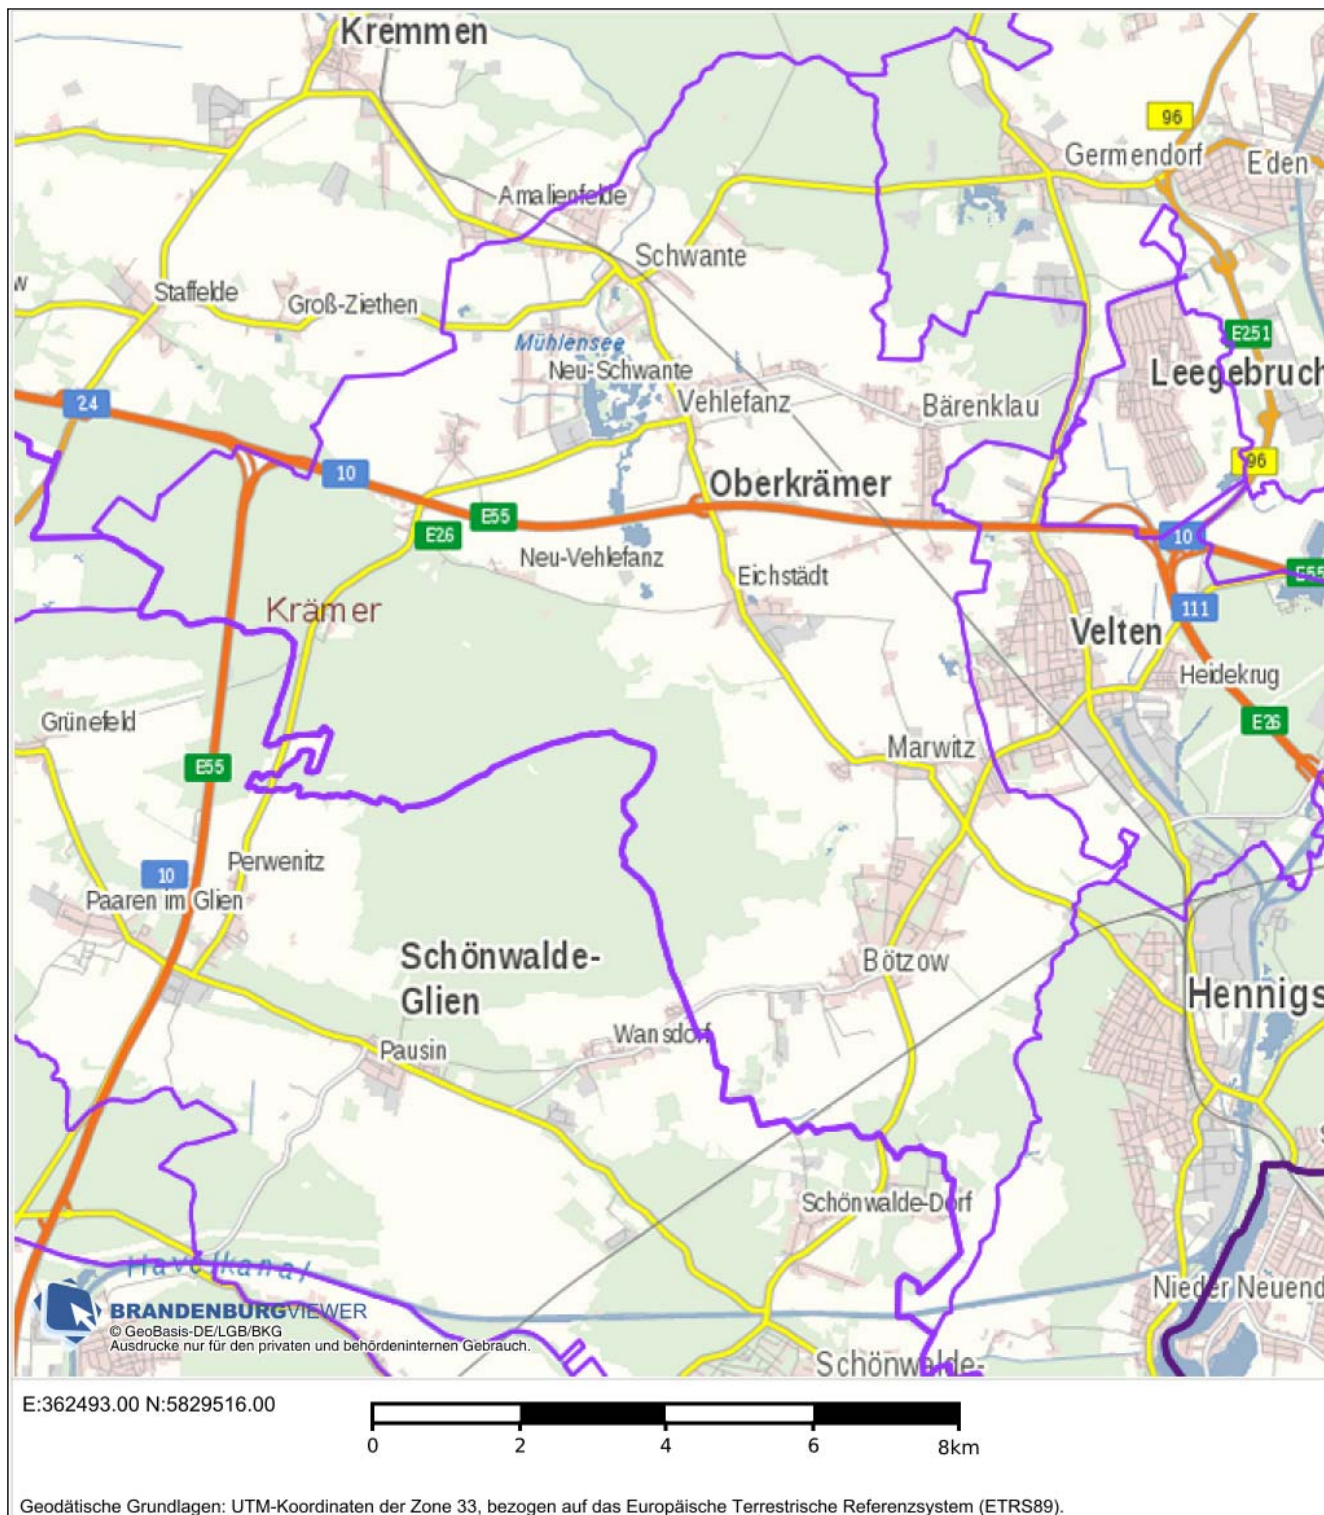 Kremmen
96
Germendorf
Eden
Amalienfelde
Schwante
w
Staffelde
Groß-Ziethen
E251
Mühlensee
Neu-Schwante
Leegebruch
24
Vehlefanz
Bärenklau
96
10
Oberkrämer
E55
E26
10
Neu-Vehlefanz
Eichstädt
E55
Krämer
111
Velten
Heidekrug
Grünefeld
E26
E55
Marwitz
Perwenitz
10
Paaren im Glien
Schönwalde-
Glien
Bötzow
Hennigs
Wansdorf
Pausin
Schönwalde-Dorf
Havelkanal
Nieder Neuend
BRANDENBURGVIEWER
© GeoBasis-DE/LGB/BKG
Ausdrucke nur für den privaten und behördeninternen Gebrauch.
Schönwalde-
E:362493.00 N:5829516.00
0 2 4 6 8km
Geodätische Grundlagen: UTM-Koordinaten der Zone 33, bezogen auf das Europäische Terrestrische Referenzsystem (ETRS89).